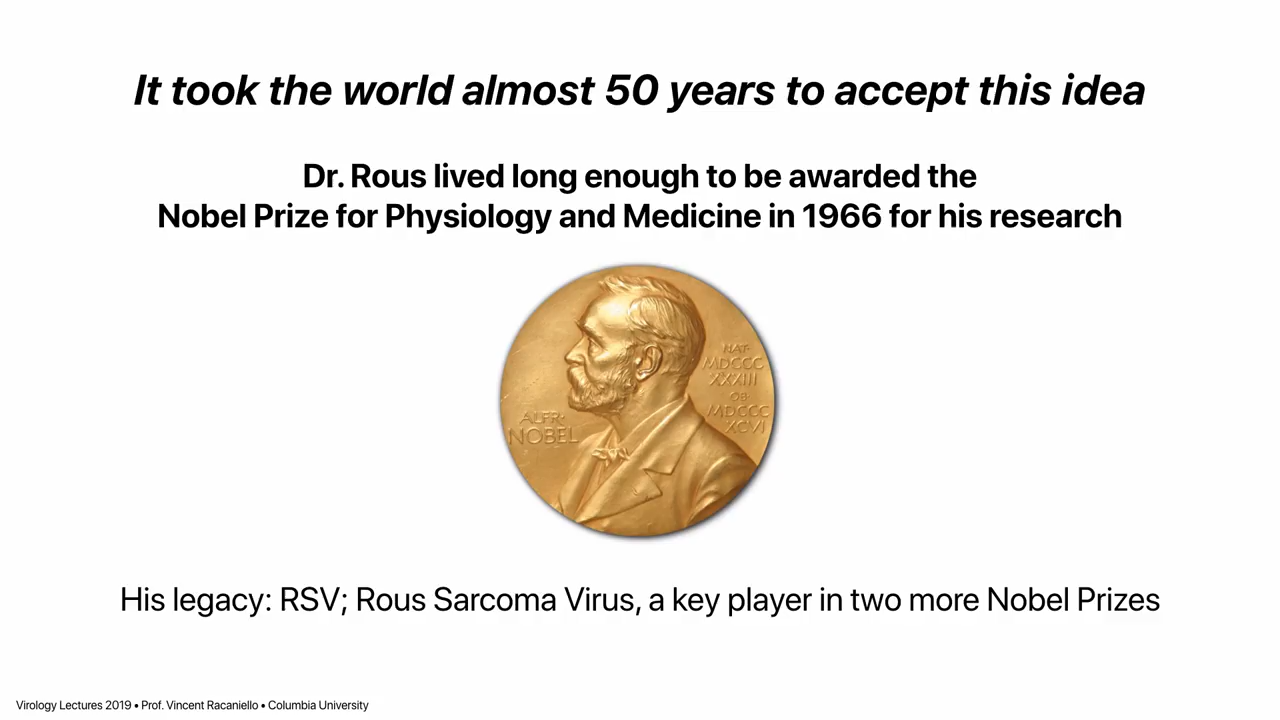 It took the world almost 50 years to accept this idea
Dr. Rous lived long enough to be awarded the
Nobel Prize for Physiology and Medicine in 1966 for his research
ALFR·
NOBEL
NAT·
MDCCC
XXXIII
OB·
MDCCC
XCVI
His legacy: RSV; Rous Sarcoma Virus, a key player in two more Nobel Prizes
Virology Lectures 2019 • Prof. Vincent Racaniello • Columbia University